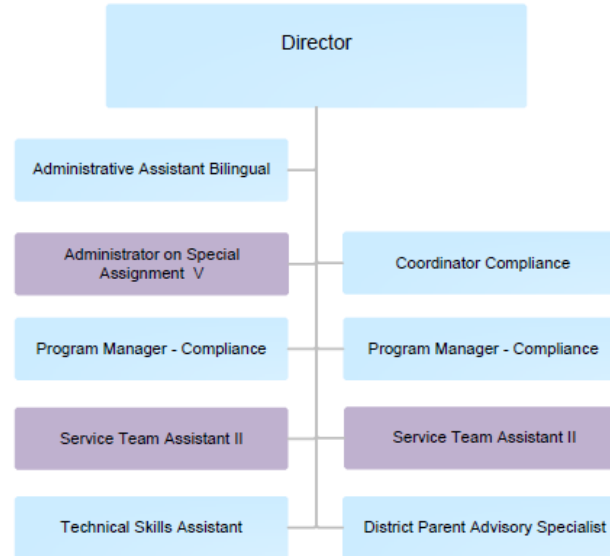 Director
Administrative Assistant Bilingual
Administrator on Special
Assignment V
Coordinator Compliance
Program Manager - Compliance
Program Manager - Compliance
Service Team Assistant II
Service Team Assistant II
Technical Skills Assistant
District Parent Advisory Specialist